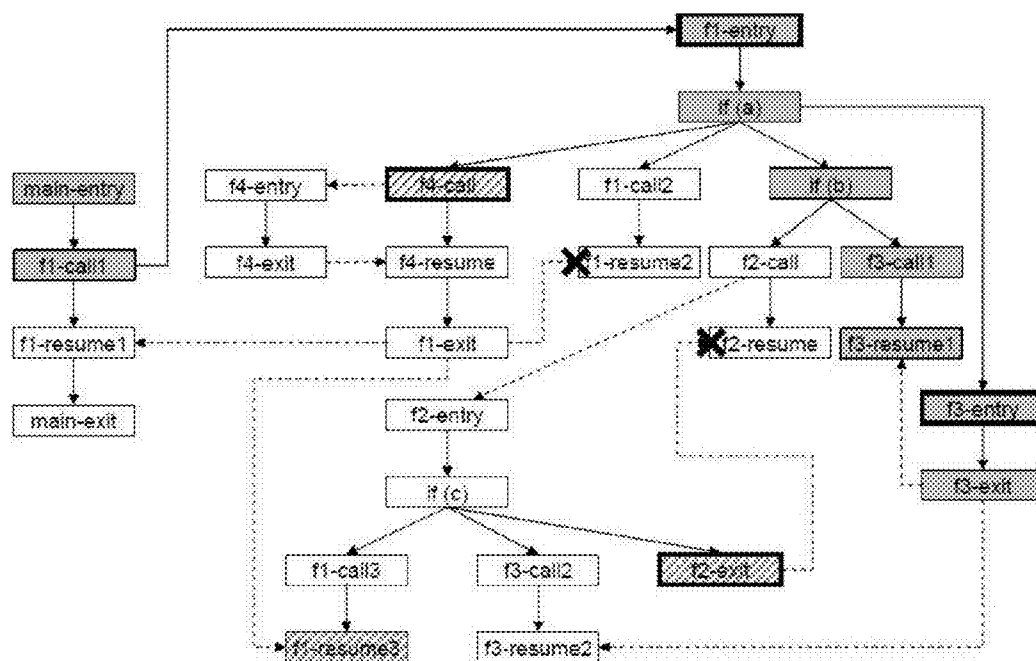 f1-entry
if (a)
main-entry
f4-entry
f4-call
f1-call2
if (b)
f1-call1
f4-exit
f4-resume
f1-resume2
f2-call
f3-call1
f1-resume1
f1-exit
f2-resume
f3-resume1
main-exit
f2-entry
f3-entry
if (c)
f3-exit
f1-call3
f3-call2
f2-exit
f1-resume3
f3-resume2